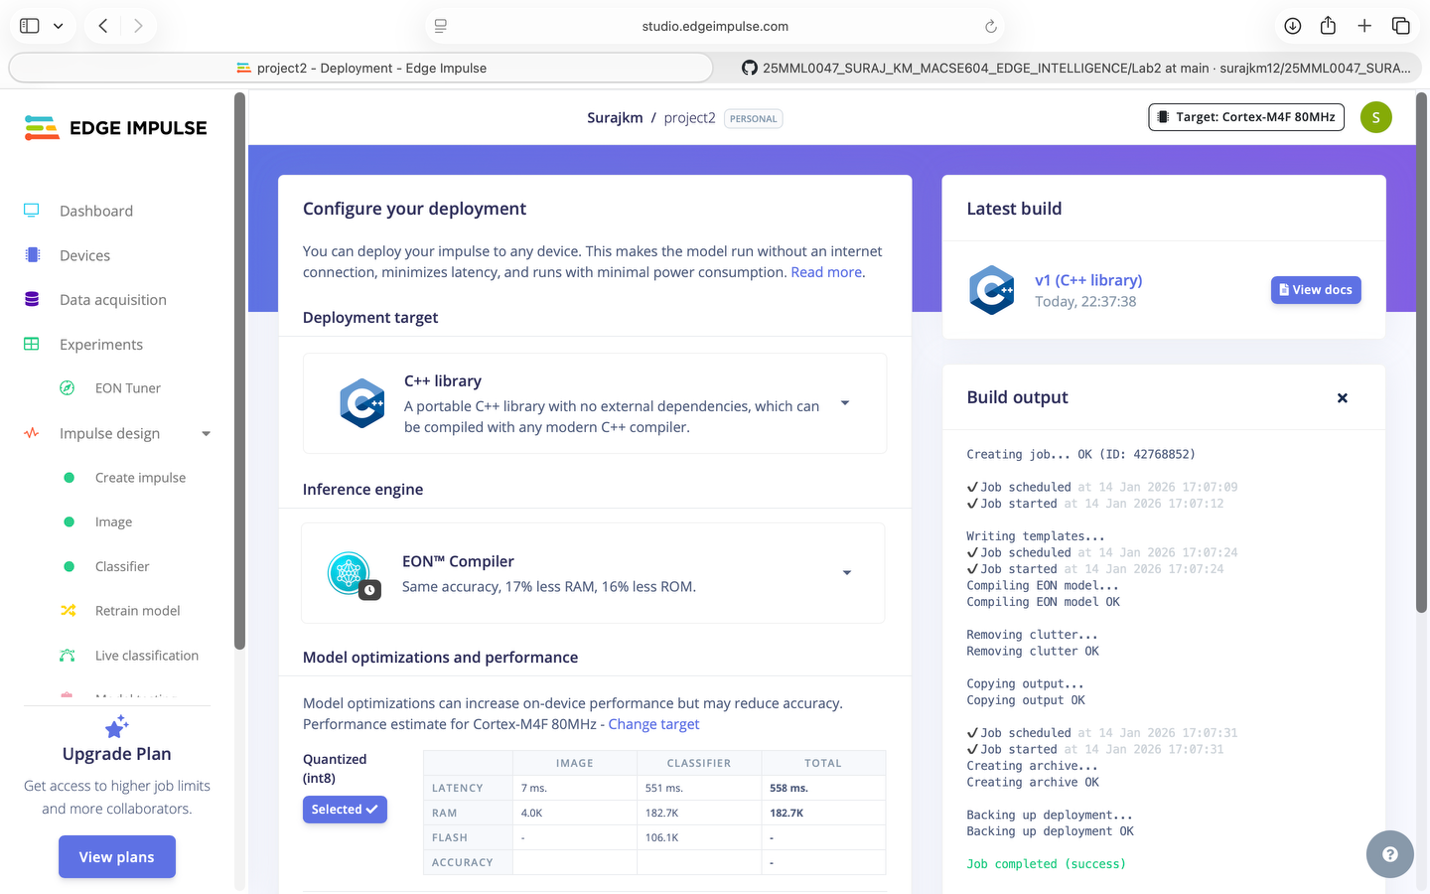 studio.edgeimpulse.com
project2 - Deployment - Edge Impulse
25MML0047_SURAJ_KM_MACSE604_EDGE_INTELLIGENCE/Lab2 at main · surajkm12/25MML0047_SURA...
EDGE IMPULSE
Dashboard
Devices
Data acquisition
Experiments
EON Tuner
Impulse design
Create impulse
Image
Classifier
Retrain model
Live classification
Upgrade Plan
Get access to higher job limits
and more collaborators.
View plans
Surajkm / project2 PERSONAL
Target: Cortex-M4F 80MHz
S
Configure your deployment
You can deploy your impulse to any device. This makes the model run without an internet
connection, minimizes latency, and runs with minimal power consumption. Read more.
Deployment target
C++ library
A portable C++ library with no external dependencies, which can
be compiled with any modern C++ compiler.
Inference engine
EON™ Compiler
Same accuracy, 17% less RAM, 16% less ROM.
Model optimizations and performance
Model optimizations can increase on-device performance but may reduce accuracy.
Performance estimate for Cortex-M4F 80MHz - Change target
Quantized
(int8)
Selected ✓
IMAGE CLASSIFIER TOTAL
LATENCY 7 ms. 551 ms. 558 ms.
RAM 4.0K 182.7K 182.7K
FLASH - 106.1K -
ACCURACY -
Latest build
v1 (C++ library)
Today, 22:37:38
View docs
Build output
Creating job... OK (ID: 42768852)
✓Job scheduled at 14 Jan 2026 17:07:09
✓Job started at 14 Jan 2026 17:07:12
Writing templates...
✓Job scheduled at 14 Jan 2026 17:07:24
✓Job started at 14 Jan 2026 17:07:24
Compiling EON model...
Compiling EON model OK
Removing clutter...
Removing clutter OK
Copying output...
Copying output OK
✓Job scheduled at 14 Jan 2026 17:07:31
✓Job started at 14 Jan 2026 17:07:31
Creating archive...
Creating archive OK
Backing up deployment...
Backing up deployment OK
Job completed (success)